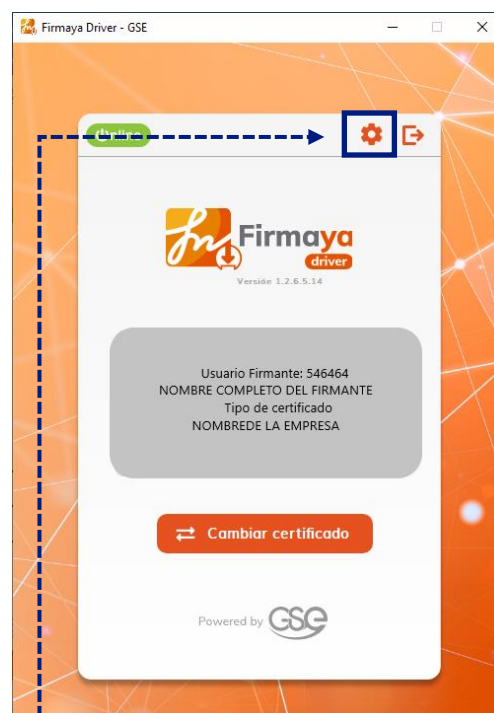 Firmaya Driver - GSE
Online
Firmaya
driver
Versión 1.2.6.5.14
Usuario Firmante: 546464
NOMBRE COMPLETO DEL FIRMANTE
Tipo de certificado
NOMBREDE LA EMPRESA
Cambiar certificado
Powered by GSE